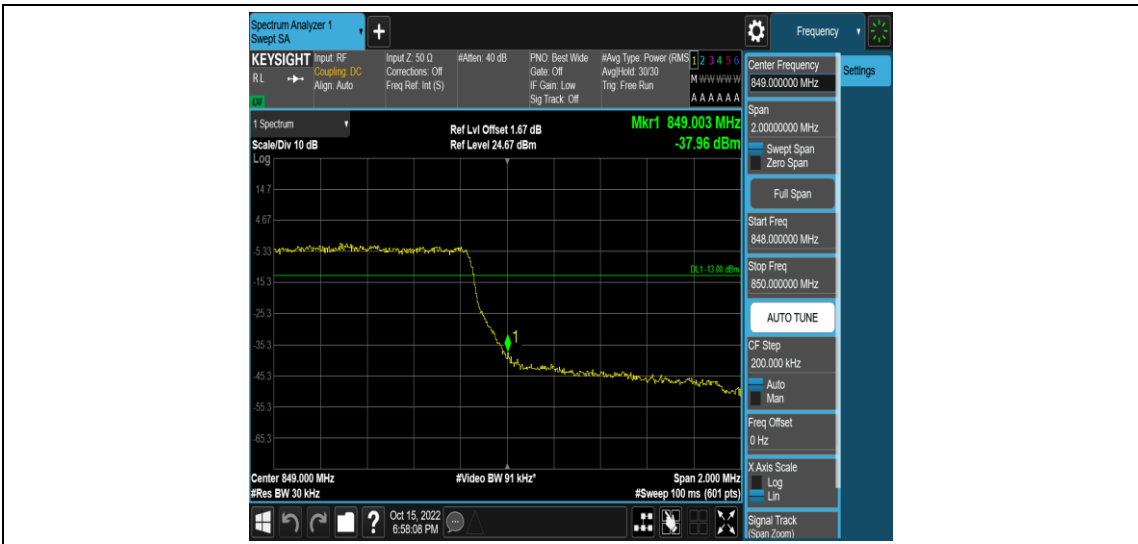 Spectrum Analyzer 1
Swept SA
+
Frequency
KEYSIGHT
RL
LXI
Input: RF
Coupling: DC
Align: Auto
Input Z: 50 Ω
Corrections: Off
Freq Ref: Int (S)
#Atten: 40 dB
PNO: Best Wide
Gate: Off
IF Gain: Low
Sig Track: Off
#Avg Type: Power (RMS
Avg|Hold: 30/30
Trig: Free Run
1 2 3 4 5 6
M W W W W W
A A A A A A
1 Spectrum
Scale/Div 10 dB
Log
Ref Lvl Offset 1.67 dB
Ref Level 24.67 dBm
Mkr1 849.003 MHz
-37.96 dBm
14.7
4.67
-5.33
-15.3
-25.3
-35.3
-45.3
-55.3
-65.3
DL1 -13.00 dBm
1
Center 849.000 MHz
#Res BW 30 kHz
#Video BW 91 kHz*
Span 2.000 MHz
#Sweep 100 ms (601 pts)
?
Oct 15, 2022
6:58:08 PM
Center Frequency
849.000000 MHz
Settings
Span
2.00000000 MHz
Swept Span
Zero Span
Full Span
Start Freq
848.000000 MHz
Stop Freq
850.000000 MHz
AUTO TUNE
CF Step
200.000 kHz
Auto
Man
Freq Offset
0 Hz
X Axis Scale
Log
Lin
Signal Track
(Span Zoom)